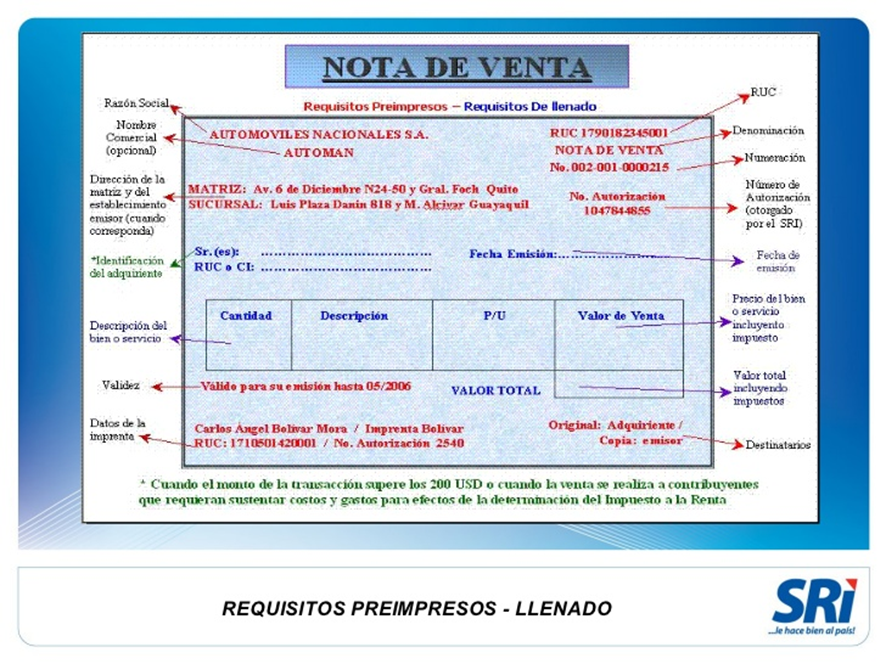 NOTA DE VENTA
Requisitos Preimpresos – Requisitos De llenado
Razón Social
Nombre
Comercial
(opcional)
Dirección de la
matriz y del
establecimiento
emisor (cuando
corresponda)
*Identificación
del adquiriente
Descripción del
bien o servicio
Validez
Datos de la
imprenta
AUTOMOVILES NACIONALES S.A.
AUTOMAN
RUC 1790182345001
NOTA DE VENTA
No. 002-001-0000215
MATRIZ: Av. 6 de Diciembre N24-50 y Gral. Foch Quito
SUCURSAL: Luis Plaza Danin 818 y M. Alcivar Guayaquil
No. Autorización
1047844855
Sr.(es): ......................................
RUC o CI: ......................................
Fecha Emisión:......................
Cantidad Descripción P/U Valor de Venta
Válido para su emisión hasta 05/2006
VALOR TOTAL
Carlos Ángel Bolívar Mora / Imprenta Bolívar
RUC: 1710501420001 / No. Autorización 2540
Original: Adquiriente /
Copia: emisor
RUC
Denominación
Numeración
Número de
Autorización
(otorgado
por el SRI)
Fecha de
emisión
Precio del bien
o servicio
incluyento
impuesto
Valor total
incluyendo
impuestos
Destinatarios
* Cuando el monto de la transacción supere los 200 USD o cuando la venta se realiza a contribuyentes
que requieran sustentar costos y gastos para efectos de la determinación del Impuesto a la Renta
REQUISITOS PREIMPRESOS - LLENADO
SRi
...le hace bien al país!